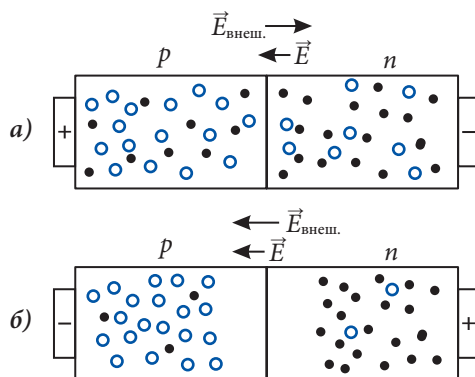 E⃗внеш.
E⃗
p n
а) + −
E⃗внеш.
p E⃗ n
б) − +